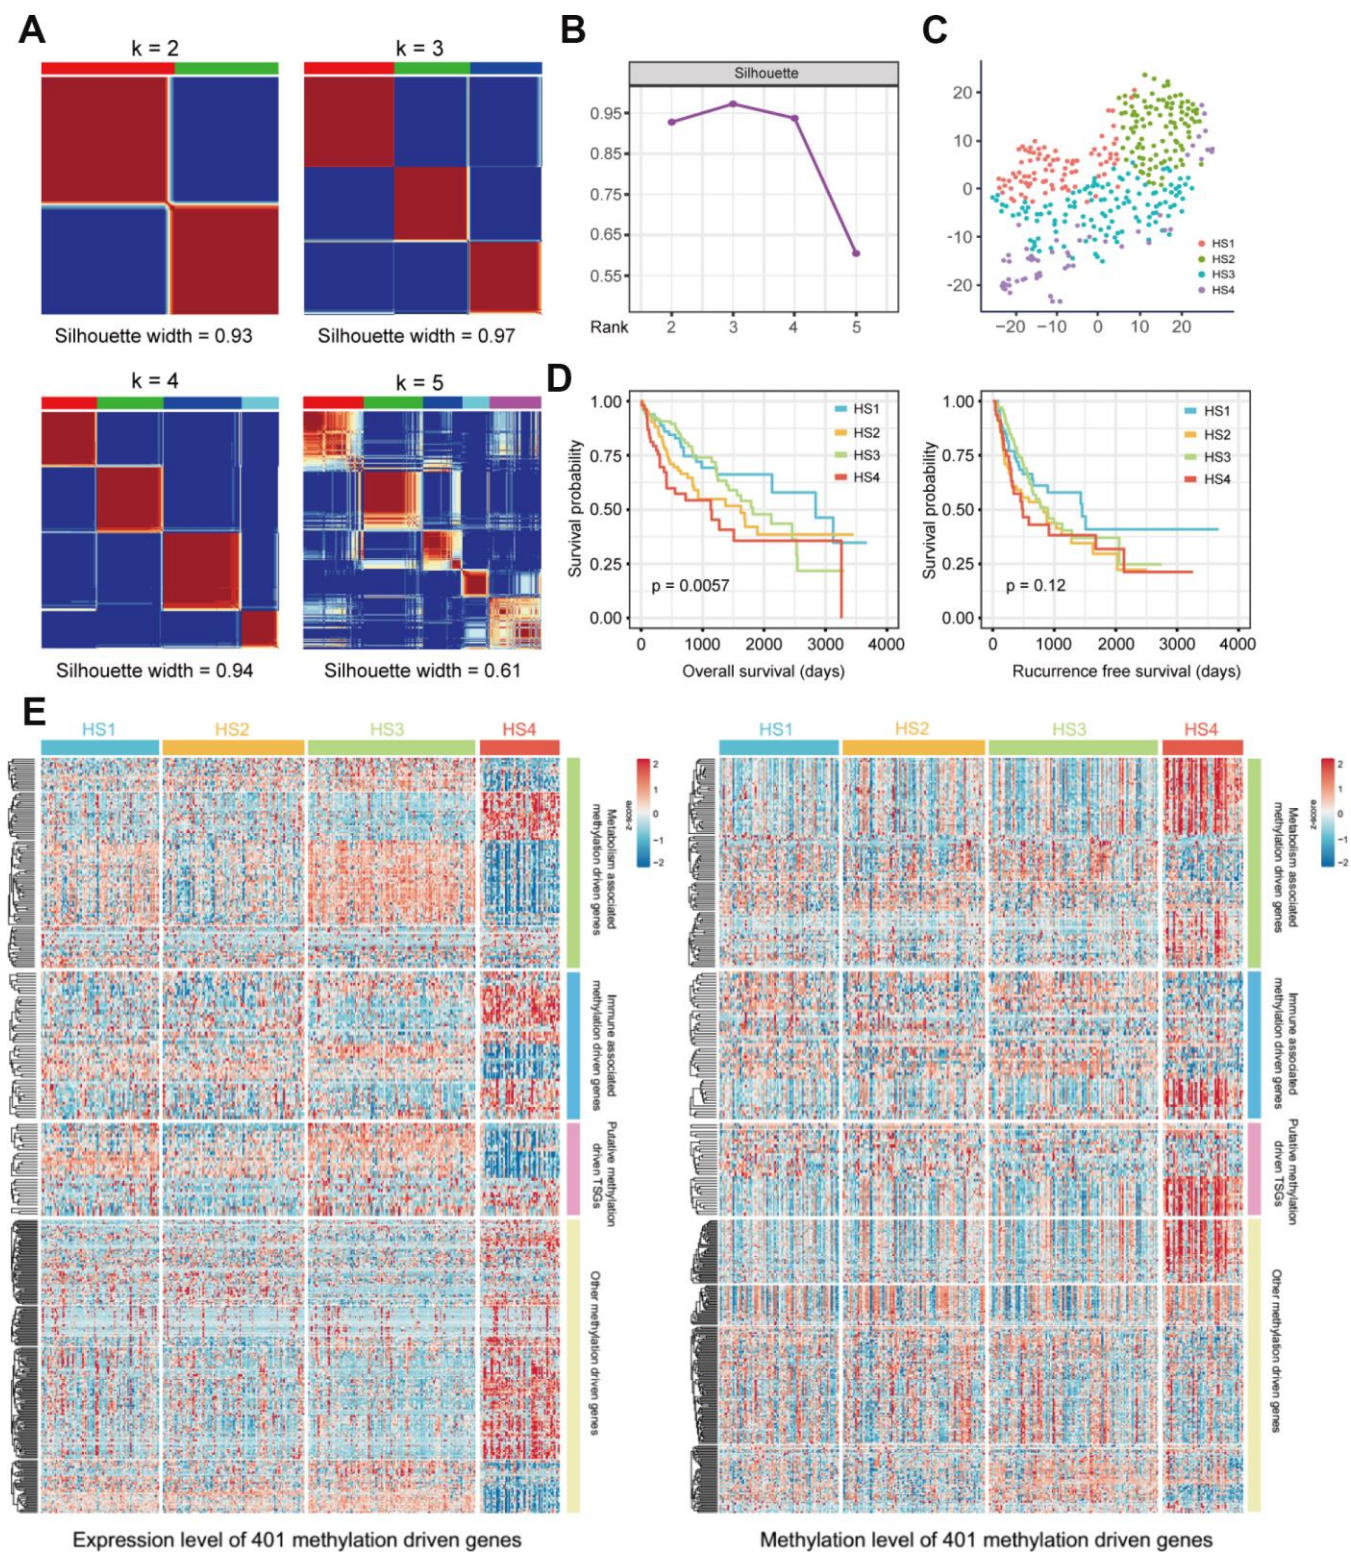 A
k = 2
k = 3
Silhouette width = 0.93
Silhouette width = 0.97
k = 4
k = 5
Silhouette width = 0.94
Silhouette width = 0.61
B
Silhouette
0.95
0.85
0.75
0.65
0.55
Rank
2
3
4
5
C
20
10
0
-10
-20
−20
−10
0
10
20
HS1
HS2
HS3
HS4
D
Survival probability
1.00
0.75
0.50
0.25
0.00
HS1
HS2
HS3
HS4
p = 0.0057
0
1000
2000
3000
4000
Overall survival (days)
Survival probability
1.00
0.75
0.50
0.25
0.00
HS1
HS2
HS3
HS4
p = 0.12
0
1000
2000
3000
4000
Rucurrence free survival (days)
E
HS1
HS2
HS3
HS4
2
1
0
−1
−2
z-score
Metabolism associated
methylation driven genes
Immune associated
methylation driven genes
Putative methylation
driven TSGs
Other methylation driven genes
Expression level of 401 methylation driven genes
HS1
HS2
HS3
HS4
2
1
0
−1
−2
z-score
Metabolism associated
methylation driven genes
Immune associated
methylation driven genes
Putative methylation
driven TSGs
Other methylation driven genes
Methylation level of 401 methylation driven genes